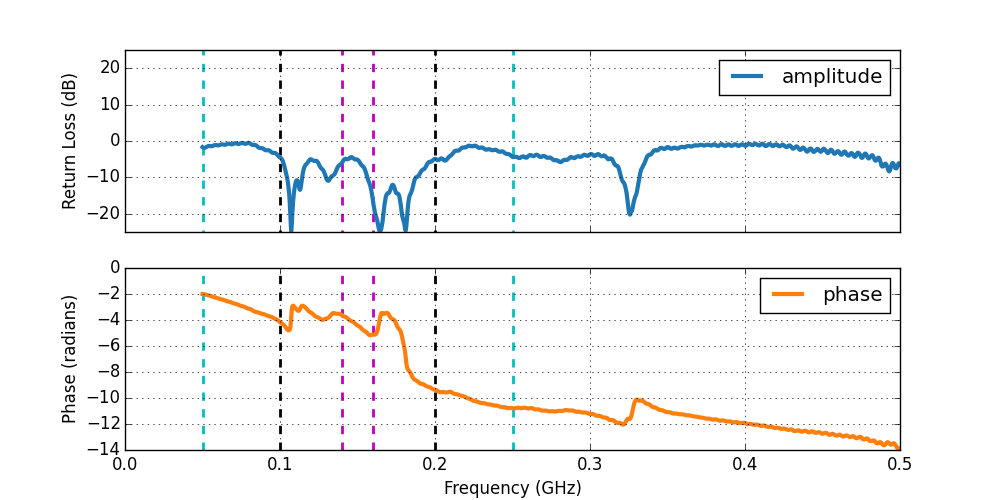 20
10
0
−10
−20
Return Loss (dB)
amplitude
0
−2
−4
−6
−8
−10
−12
−14
Phase (radians)
phase
0.0 0.1 0.2 0.3 0.4 0.5
Frequency (GHz)